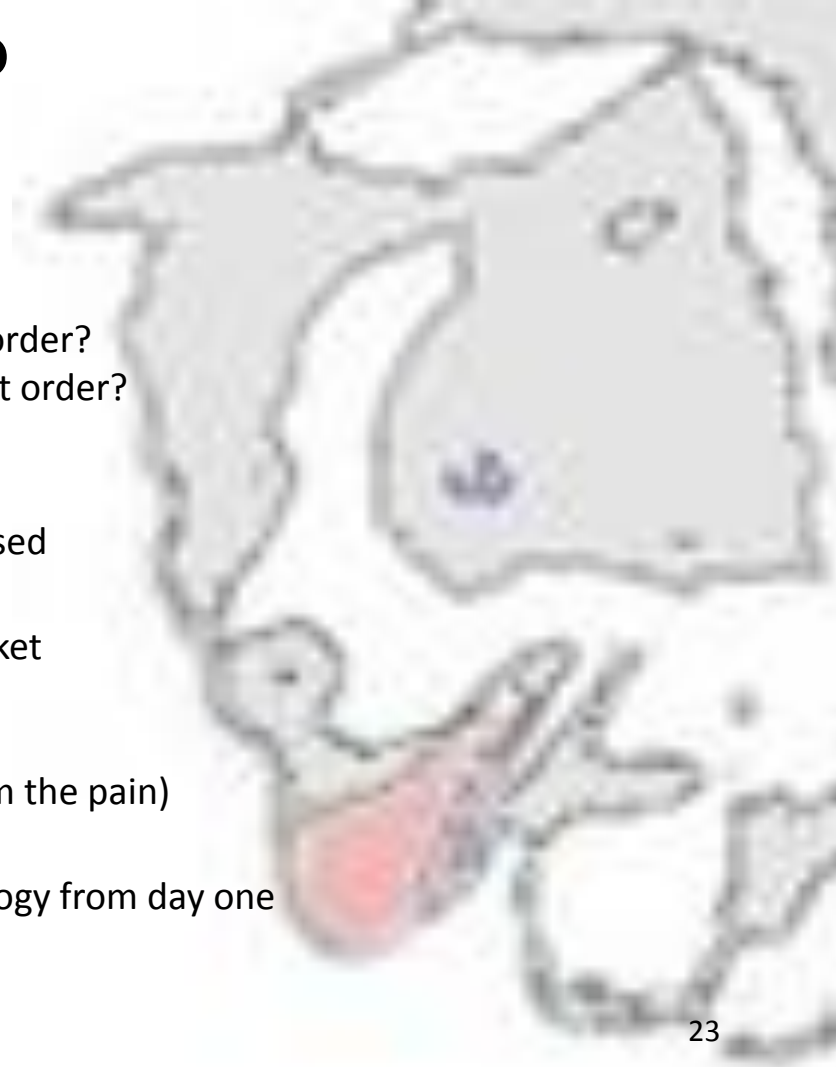 order?
t order?
sed
ket
m the pain)
ogy from day one
23